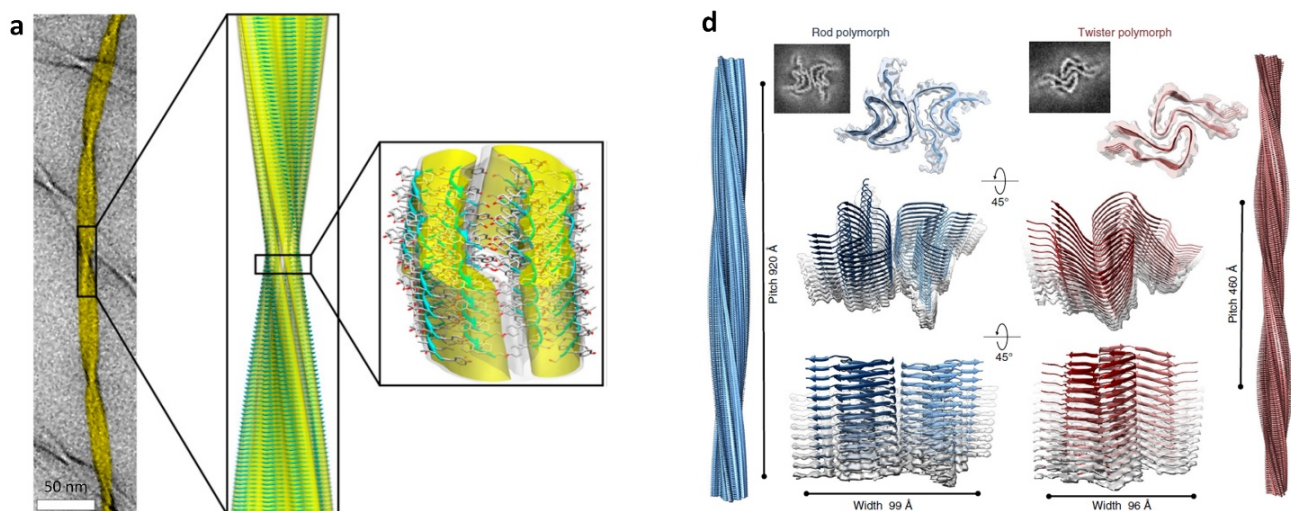 a
50 nm
d
Rod polymorph
Twister polymorph
45°
45°
Pitch 920 Å
Pitch 460 Å
Width 99 Å
Width 96 Å